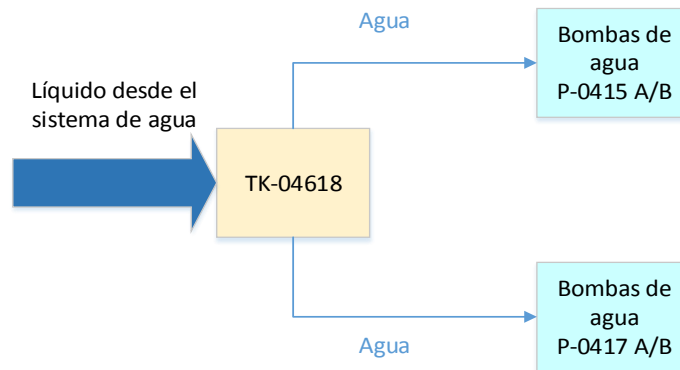 Agua
Bombas de
agua
P-0415 A/B
Líquido desde el
sistema de agua
TK-04618
Bombas de
agua
P-0417 A/B
Agua